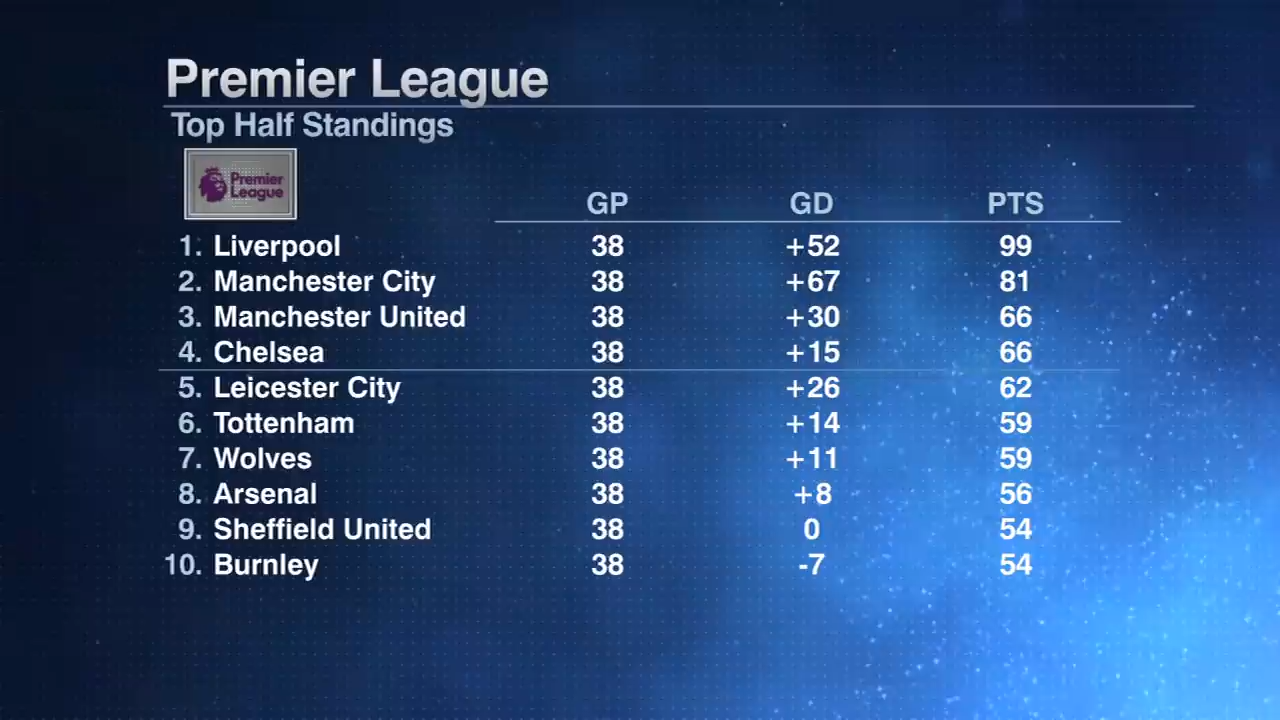 Premier League
Top Half Standings
Premier
League
GP GD PTS
1. Liverpool 38 +52 99
2. Manchester City 38 +67 81
3. Manchester United 38 +30 66
4. Chelsea 38 +15 66
5. Leicester City 38 +26 62
6. Tottenham 38 +14 59
7. Wolves 38 +11 59
8. Arsenal 38 +8 56
9. Sheffield United 38 0 54
10. Burnley 38 -7 54